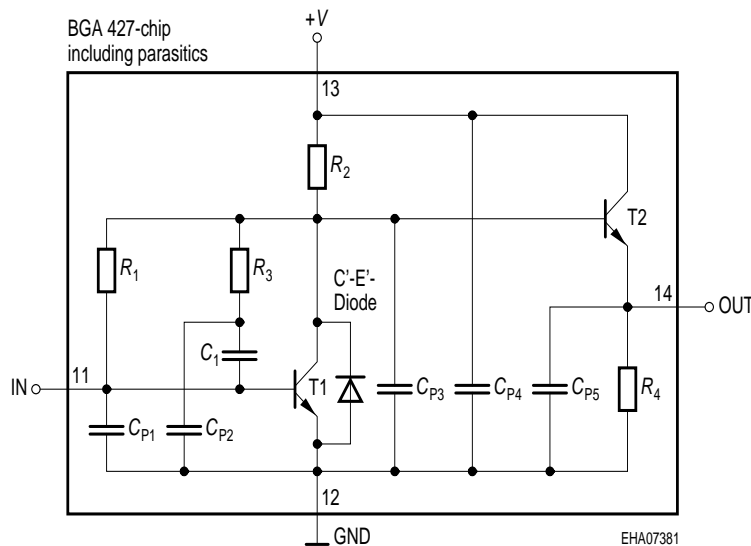 BGA 427-chip
including parasitics
+V
13
R2
T2
R1
R3
C'-E'-
Diode
14
OUT
C1
11
IN
T1
CP1
CP2
CP3
CP4
CP5
R4
12
GND
EHA07381